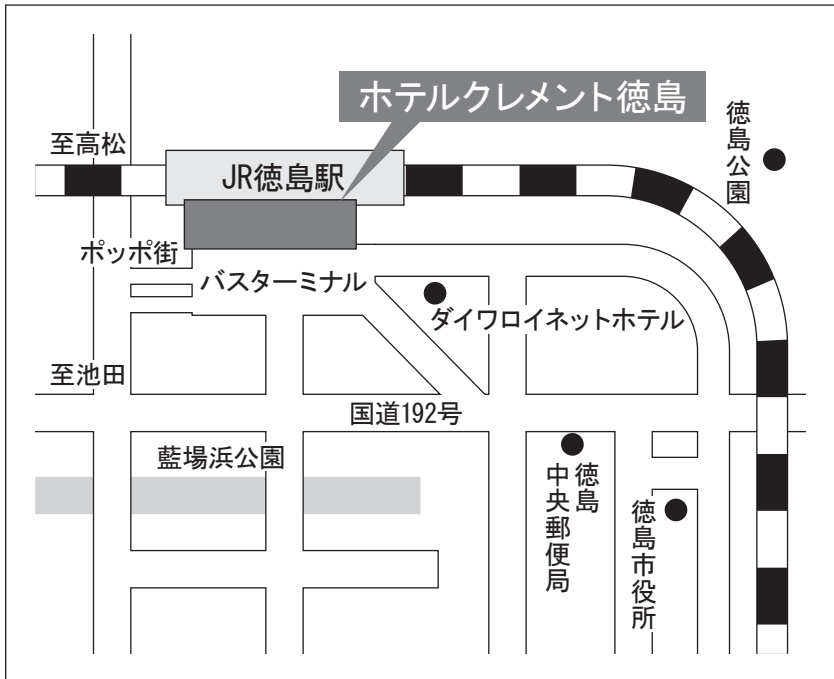 ホテルクレメント徳島
至高松
JR徳島駅
徳島公園
ポッポ街
バスターミナル
ダイワロイネットホテル
至池田
国道192号
藍場浜公園
徳島
中央郵便局
徳島市役所